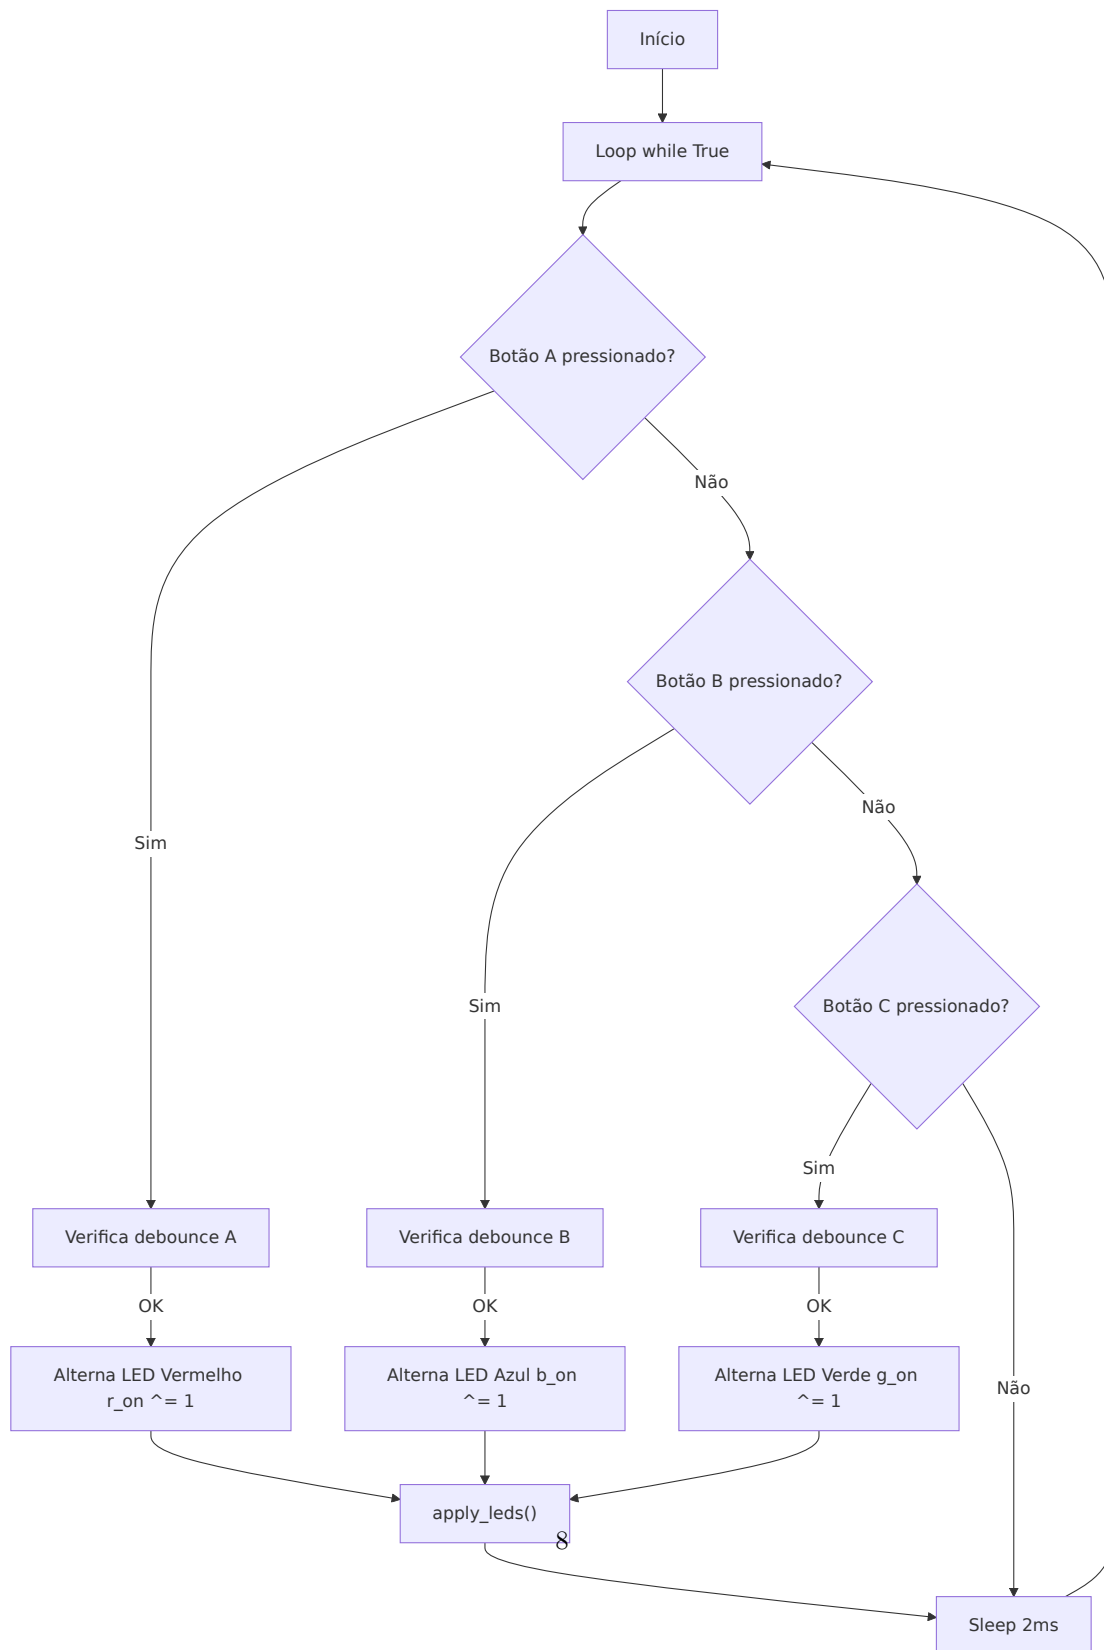 Início
Loop while True
Botão A pressionado?
Não
Botão B pressionado?
Não
Sim
Sim
Botão C pressionado?
Sim
Verifica debounce A
Verifica debounce B
Verifica debounce C
OK
OK
OK
Alterna LED Vermelho
r_on ^= 1
Alterna LED Azul b_on
^= 1
Alterna LED Verde g_on
^= 1
Não
apply_leds()
8
Sleep 2ms